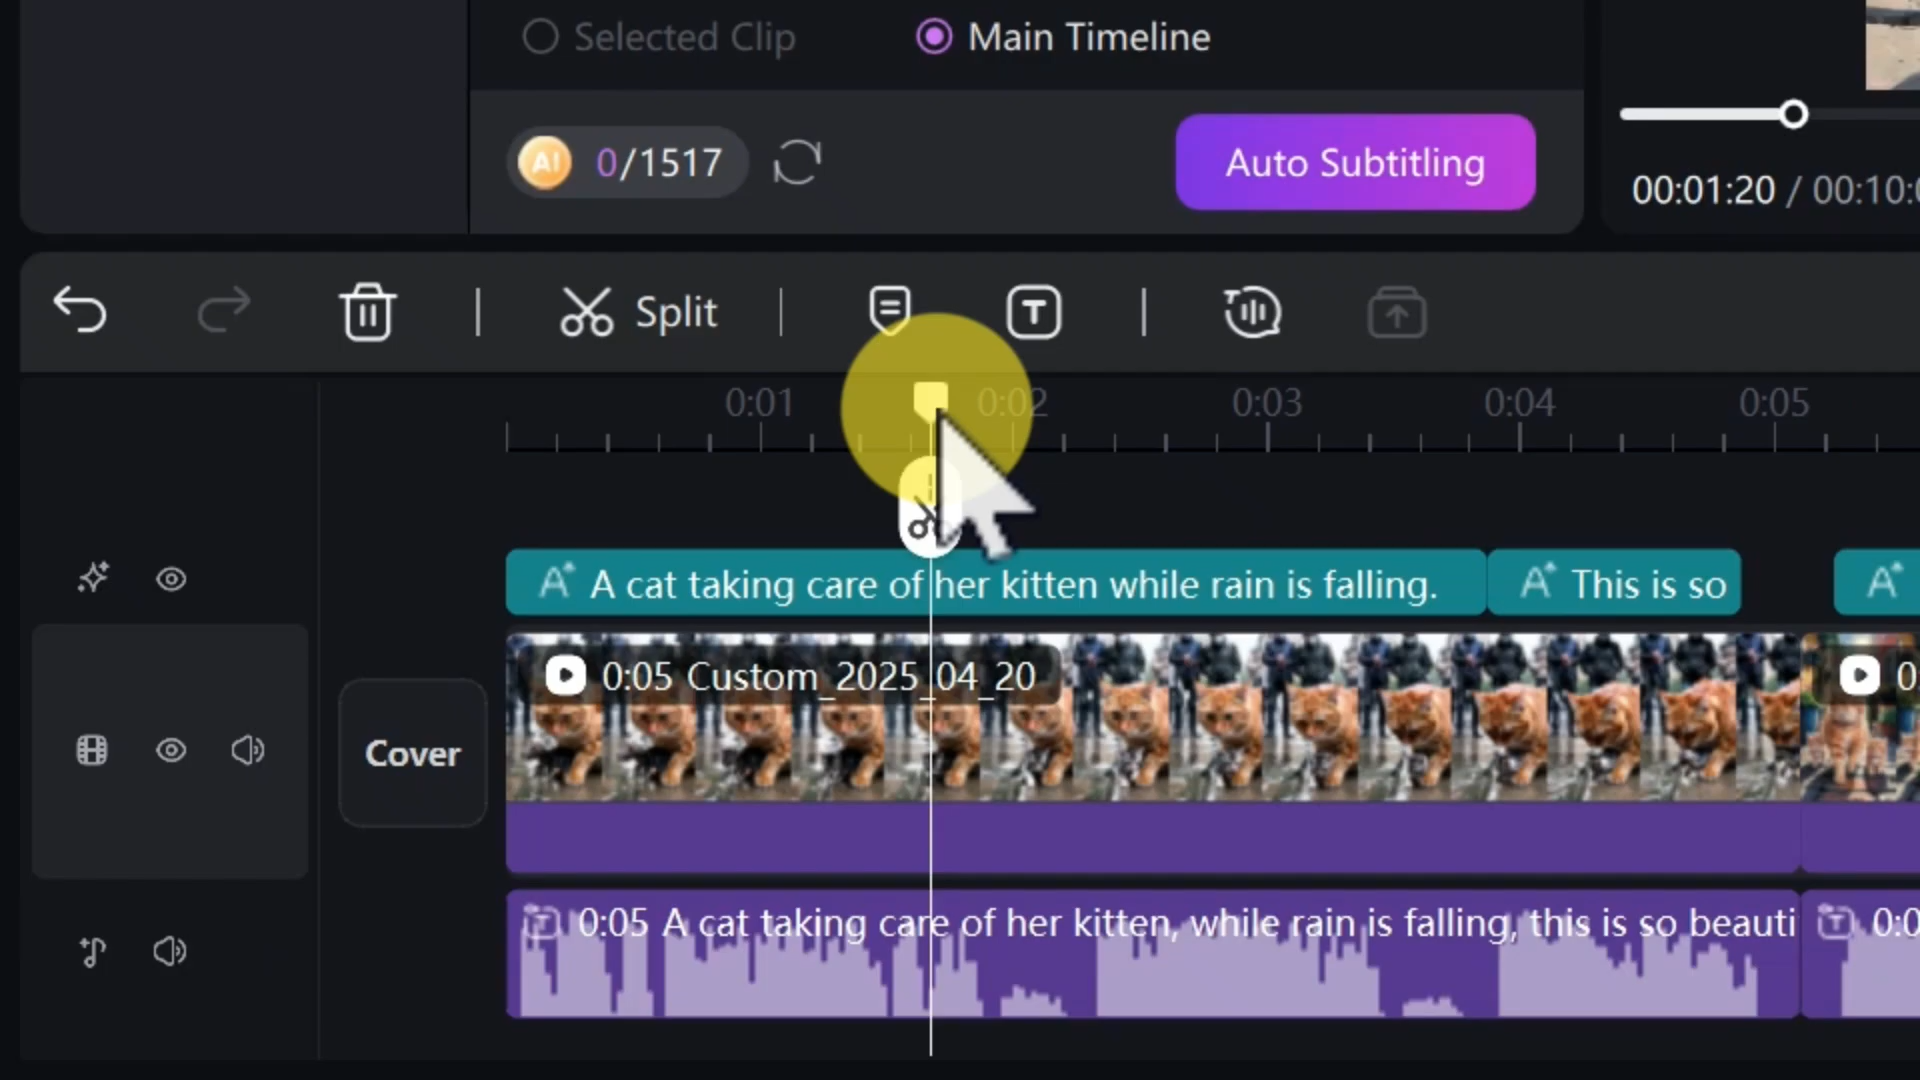 Selected Clip Main Timeline
AI 0/1517 Auto Subtitling
00:01:20 / 00:10:
Split T
0:01 0:02 0:03 0:04 0:05
A cat taking care of her kitten while rain is falling. This is so
0:05 Custom_2025_04_20
Cover
0:05 A cat taking care of her kitten, while rain is falling, this is so beauti